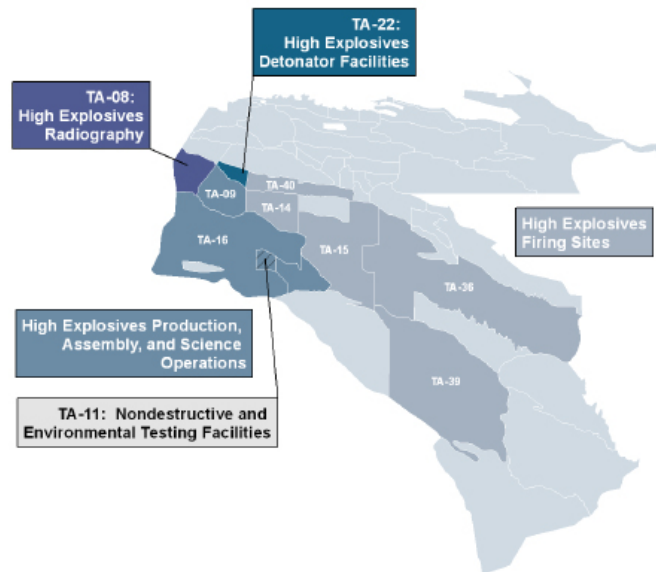 TA-22:
High Explosives
Detonator Facilities
TA-08:
High Explosives
Radiography
TA-09
TA-40
TA-14
TA-16
TA-15
TA-36
TA-39
High Explosives
Firing Sites
High Explosives Production,
Assembly, and Science
Operations
TA-11: Nondestructive and
Environmental Testing Facilities